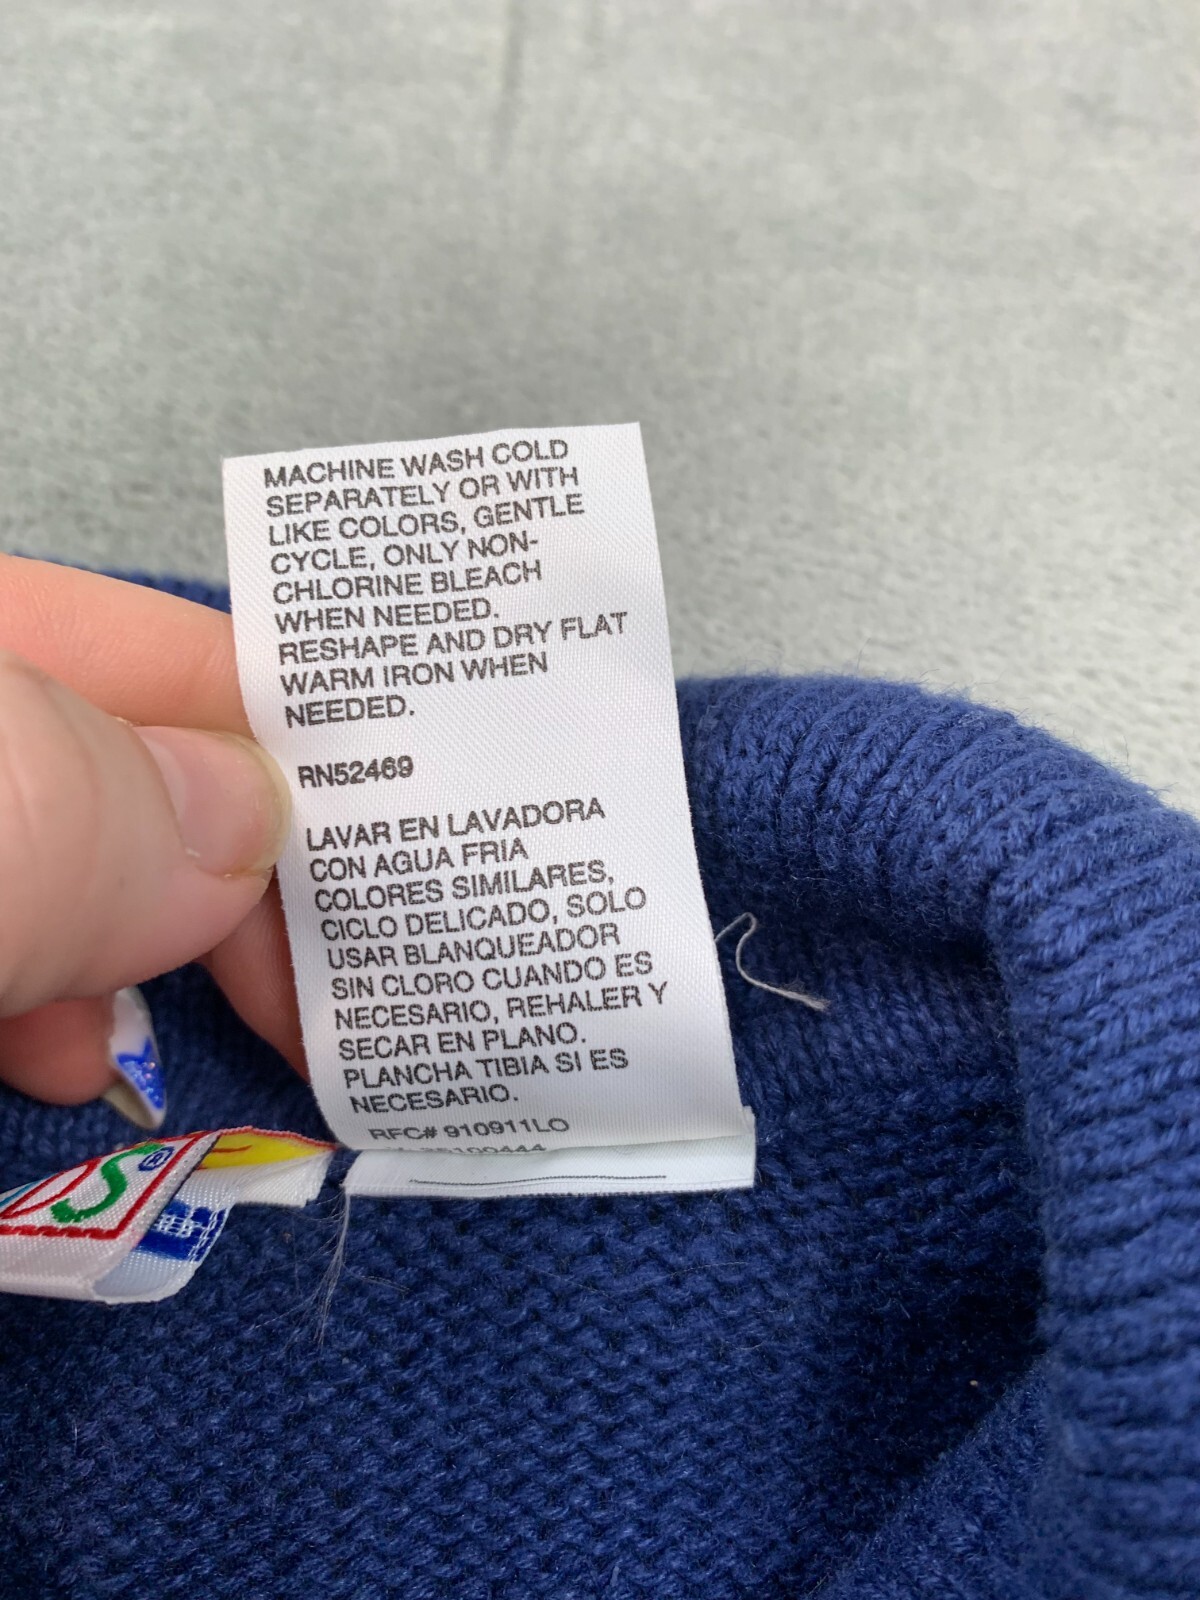 MACHINE WASH COLD
SEPARATELY OR WITH
LIKE COLORS, GENTLE
CYCLE, ONLY NON-
CHLORINE BLEACH
WHEN NEEDED.
RESHAPE AND DRY FLAT
WARM IRON WHEN
NEEDED.
RN52469
LAVAR EN LAVADORA
CON AGUA FRIA
COLORES SIMILARES,
CICLO DELICADO, SOLO
USAR BLANQUEADOR
SIN CLORO CUANDO ES
NECESARIO, REHALER Y
SECAR EN PLANO.
PLANCHA TIBIA SI ES
NECESARIO.
RFC# 910911LO